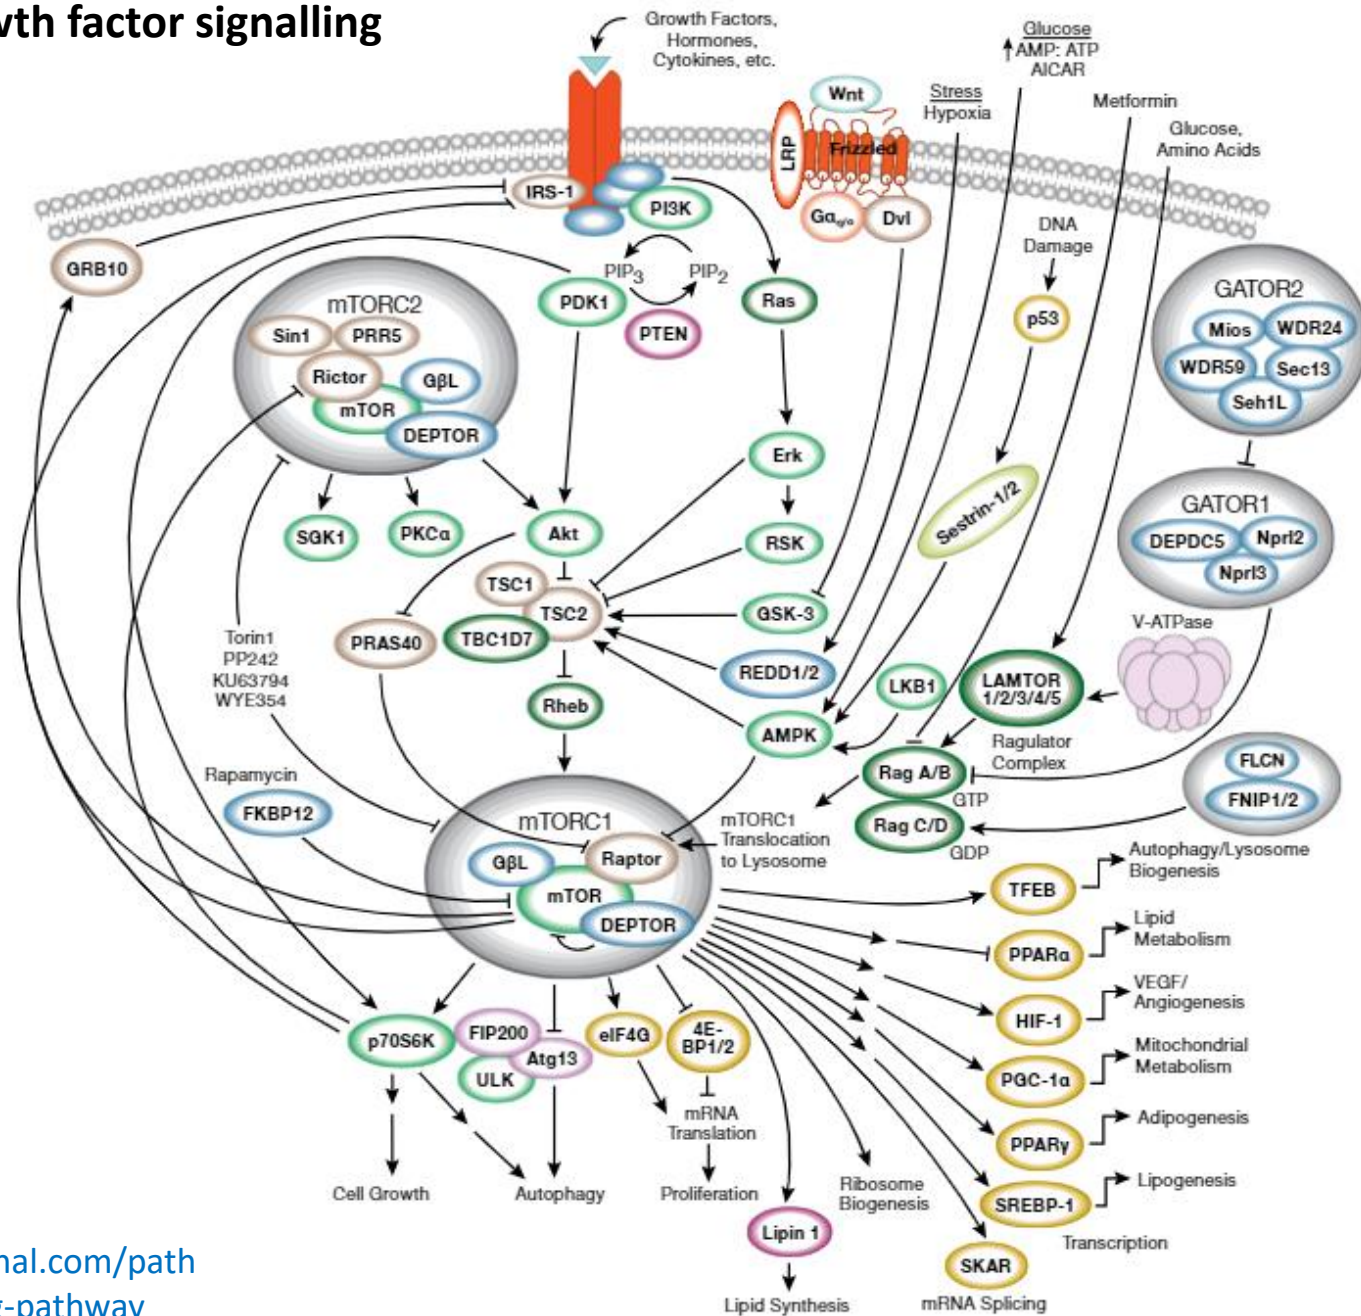 wth factor signalling
Growth Factors,
Hormones,
Cytokines, etc.
Glucose
AMP: ATP
AICAR
Wnt
Stress
Hypoxia
Metformin
Glucose,
Amino Acids
LRP
Frizzled
IRS-1
PI3K
Gαq/o
Dvl
DNA
Damage
GRB10
PIP3
PIP2
PDK1
PTEN
Ras
p53
mTORC2
Sin1
PRR5
Rictor
GβL
mTOR
DEPTOR
GATOR2
Mios
WDR24
WDR59
Sec13
Seh1L
Erk
Sestrin-1/2
GATOR1
DEPDC5
Nprl2
Nprl3
SGK1
PKCα
Akt
RSK
TSC1
TSC2
TBC1D7
GSK-3
PRAS40
Torin1
PP242
KU63794
WYE354
REDD1/2
LKB1
LAMTOR
1/2/3/4/5
V-ATPase
Rheb
AMPK
Ragulator
Complex
Rag A/B
GTP
Rag C/D
GDP
FLCN
FNIP1/2
Rapamycin
FKBP12
mTORC1
GβL
Raptor
mTOR
DEPTOR
mTORC1
Translocation
to Lysosome
TFEB
Autophagy/Lysosome
Biogenesis
PPARα
Lipid
Metabolism
HIF-1
VEGF/
Angiogenesis
PGC-1α
Mitochondrial
Metabolism
PPARγ
Adipogenesis
SREBP-1
Lipogenesis
Transcription
p70S6K
FIP200
Atg13
ULK
eIF4G
4E-
BP1/2
mRNA
Translation
Cell Growth
Autophagy
Proliferation
Ribosome
Biogenesis
Lipin 1
Lipid Synthesis
SKAR
mRNA Splicing
nal.com/path
g-pathway